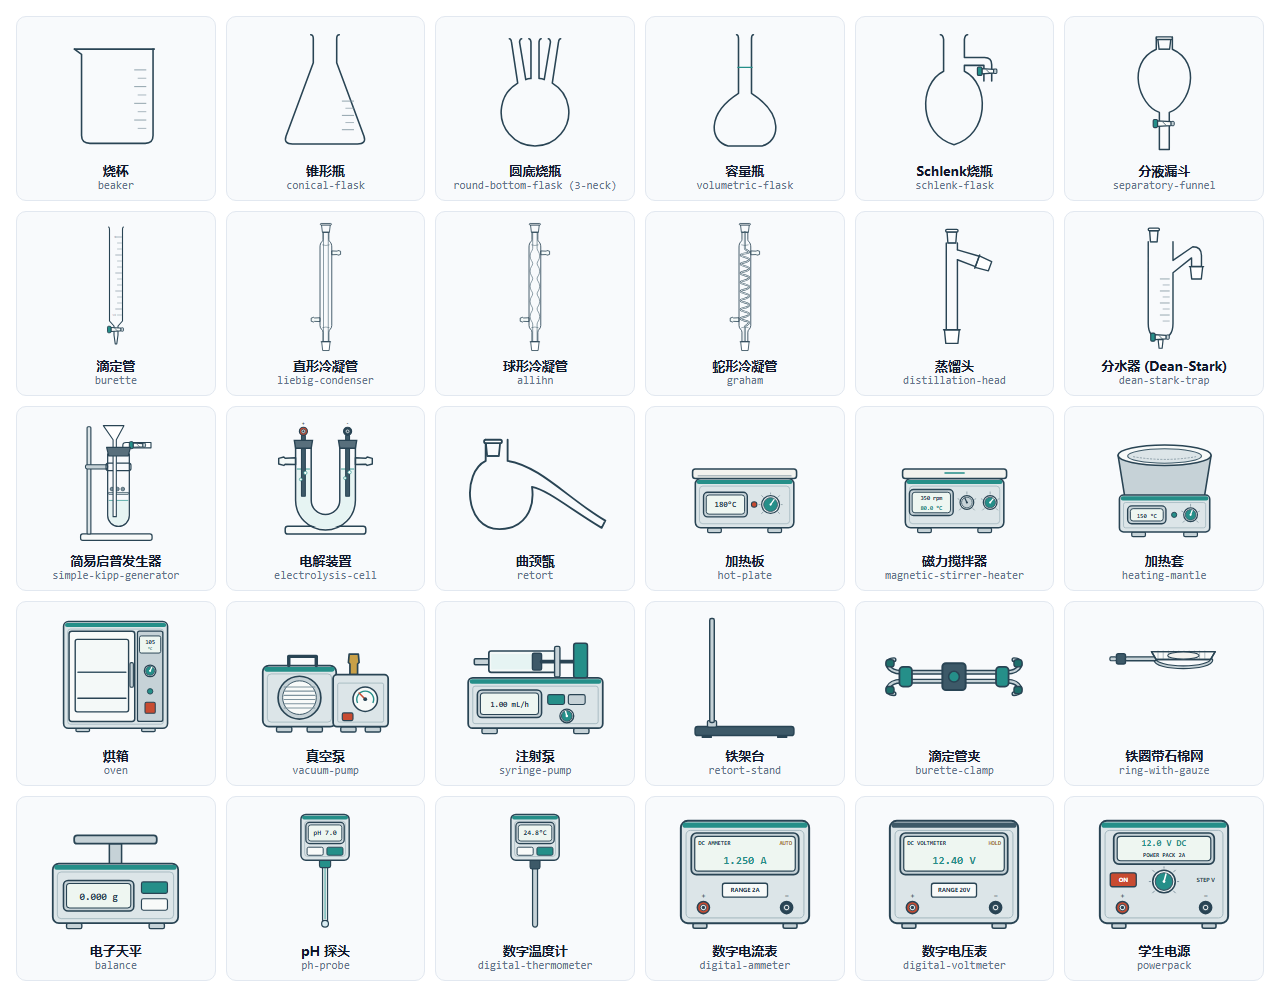 烧杯
beaker
锥形瓶
conical-flask
圆底烧瓶
round-bottom-flask (3-neck)
容量瓶
volumetric-flask
Schlenk烧瓶
schlenk-flask
分液漏斗
separatory-funnel
滴定管
burette
直形冷凝管
liebig-condenser
球形冷凝管
allihn
蛇形冷凝管
graham
蒸馏头
distillation-head
分水器 (Dean-Stark)
dean-stark-trap
+
-
简易启普发生器
simple-kipp-generator
电解装置
electrolysis-cell
曲颈甑
retort
180°C
加热板
hot-plate
350 rpm
80.0 °C
磁力搅拌器
magnetic-stirrer-heater
150 °C
加热套
heating-mantle
105
°C
烘箱
oven
真空泵
vacuum-pump
1.00 mL/h
注射泵
syringe-pump
铁架台
retort-stand
滴定管夹
burette-clamp
铁圈带石棉网
ring-with-gauze
0.000 g
电子天平
balance
pH 7.0
pH 探头
ph-probe
24.8°C
数字温度计
digital-thermometer
DC AMMETER
AUTO
1.250 A
RANGE 2A
+
−
数字电流表
digital-ammeter
DC VOLTMETER
HOLD
12.40 V
RANGE 20V
+
−
数字电压表
digital-voltmeter
12.0 V DC
POWER PACK 2A
ON
STEP V
+
−
学生电源
powerpack